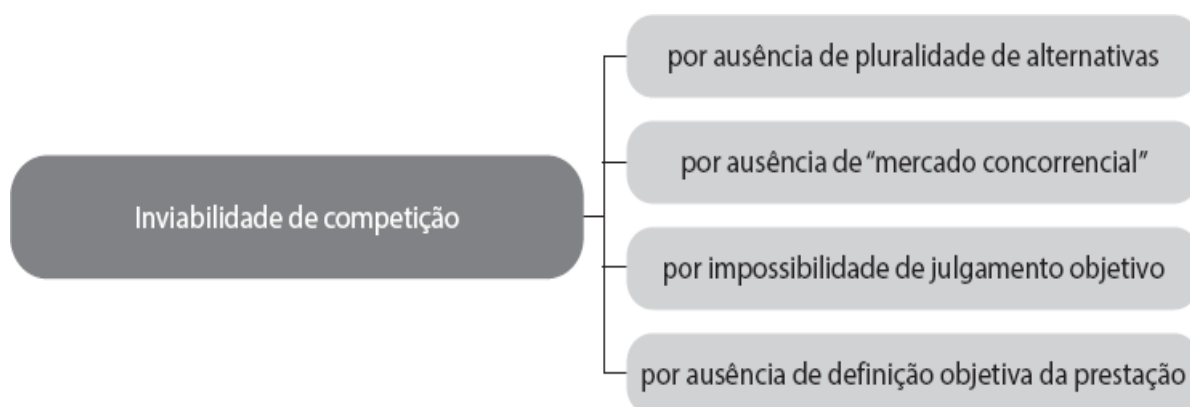 Inviabilidade de competição
por ausência de pluralidade de alternativas
por ausência de “mercado concorrencial”
por impossibilidade de julgamento objetivo
por ausência de definição objetiva da prestação